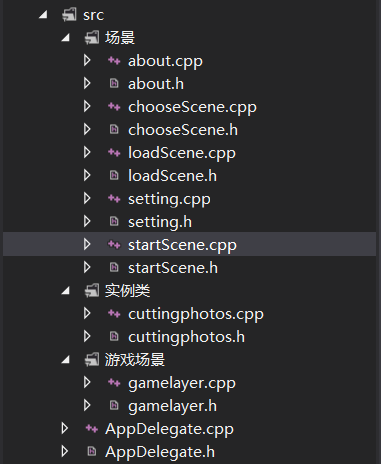 src
场景
about.cpp
about.h
chooseScene.cpp
chooseScene.h
loadScene.cpp
loadScene.h
setting.cpp
setting.h
startScene.cpp
startScene.h
实例类
cuttingphotos.cpp
cuttingphotos.h
游戏场景
gamelayer.cpp
gamelayer.h
AppDelegate.cpp
AppDelegate.h